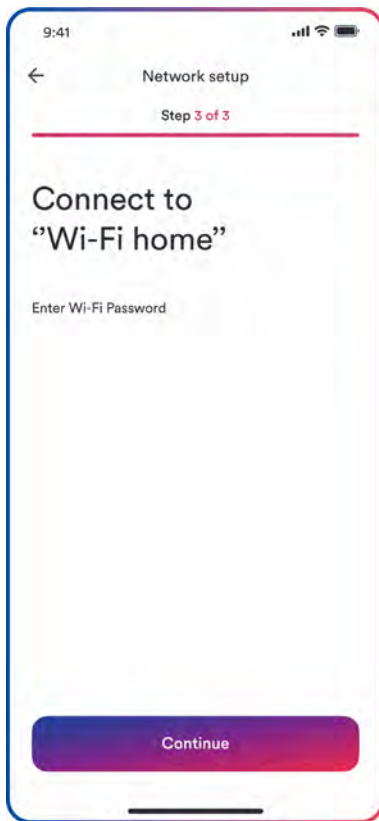 9:41
Network setup
Step 3 of 3
Connect to
‘’Wi-Fi home”
Enter Wi-Fi Password
Continue